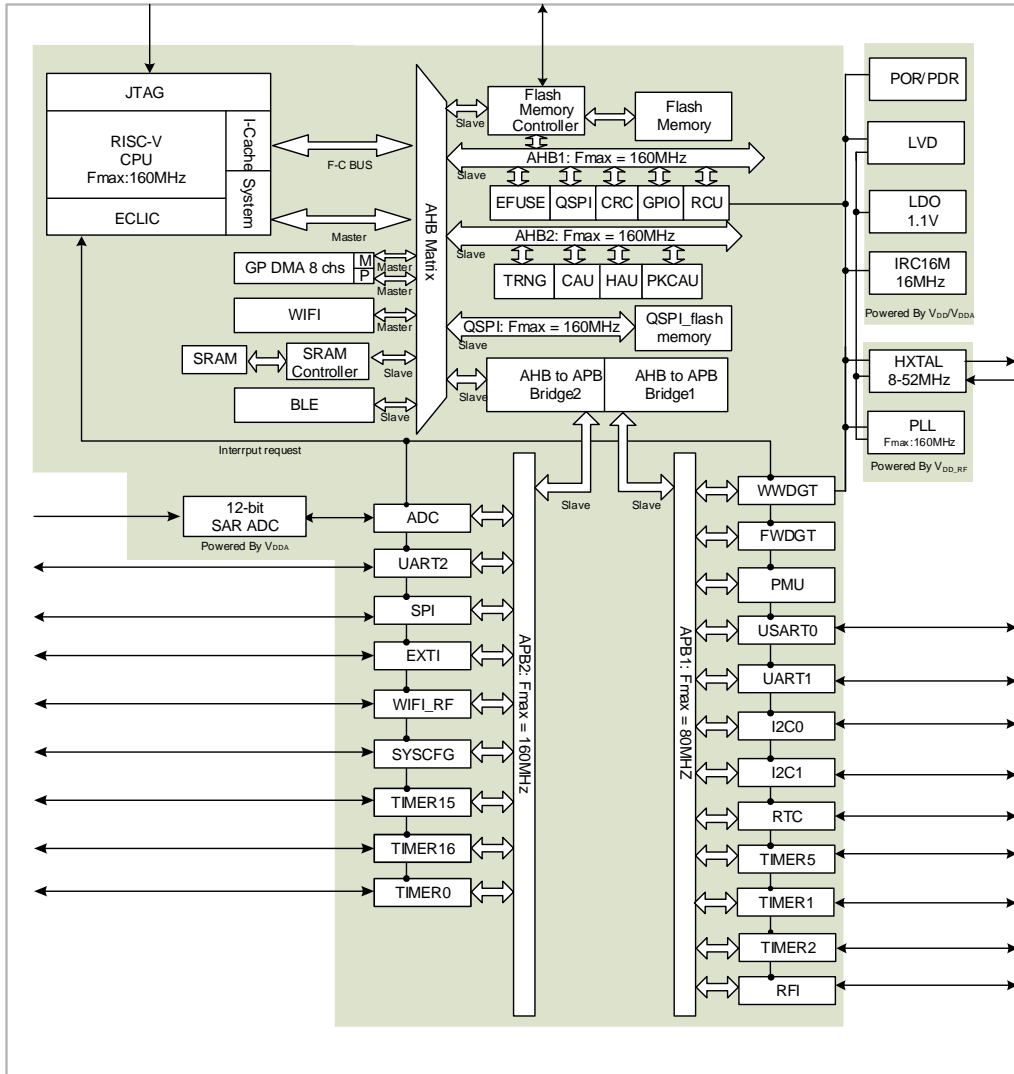 JTAG
RISC-V
CPU
Fmax:160MHz
I-Cache
System
ECLIC
F-C BUS
Master
GP DMA 8 chs
M
P
Master
Master
WIFI
Master
SRAM
SRAM
Controller
Slave
BLE
Slave
AHB Matrix
Slave
Flash
Memory
Controller
Flash
Memory
AHB1: Fmax = 160MHz
Slave
EFUSE
QSPI
CRC
GPIO
RCU
AHB2: Fmax = 160MHz
Slave
TRNG
CAU
HAU
PKCAU
QSPI: Fmax = 160MHz
Slave
QSPI_flash
memory
AHB to APB
Bridge2
AHB to APB
Bridge1
Slave
POR/PDR
LVD
LDO
1.1V
IRC16M
16MHz
Powered By VDD/VDDA
HXTAL
8-52MHz
PLL
Fmax:160MHz
Powered By VDD_RF
Interrput request
Slave
Slave
12-bit
SAR ADC
Powered By VDDA
ADC
UART2
SPI
EXTI
WIFI_RF
SYSCFG
TIMER15
TIMER16
TIMER0
APB2: Fmax = 160MHz
APB1: Fmax = 80MHZ
WWDGT
FWDGT
PMU
USART0
UART1
I2C0
I2C1
RTC
TIMER5
TIMER1
TIMER2
RFI